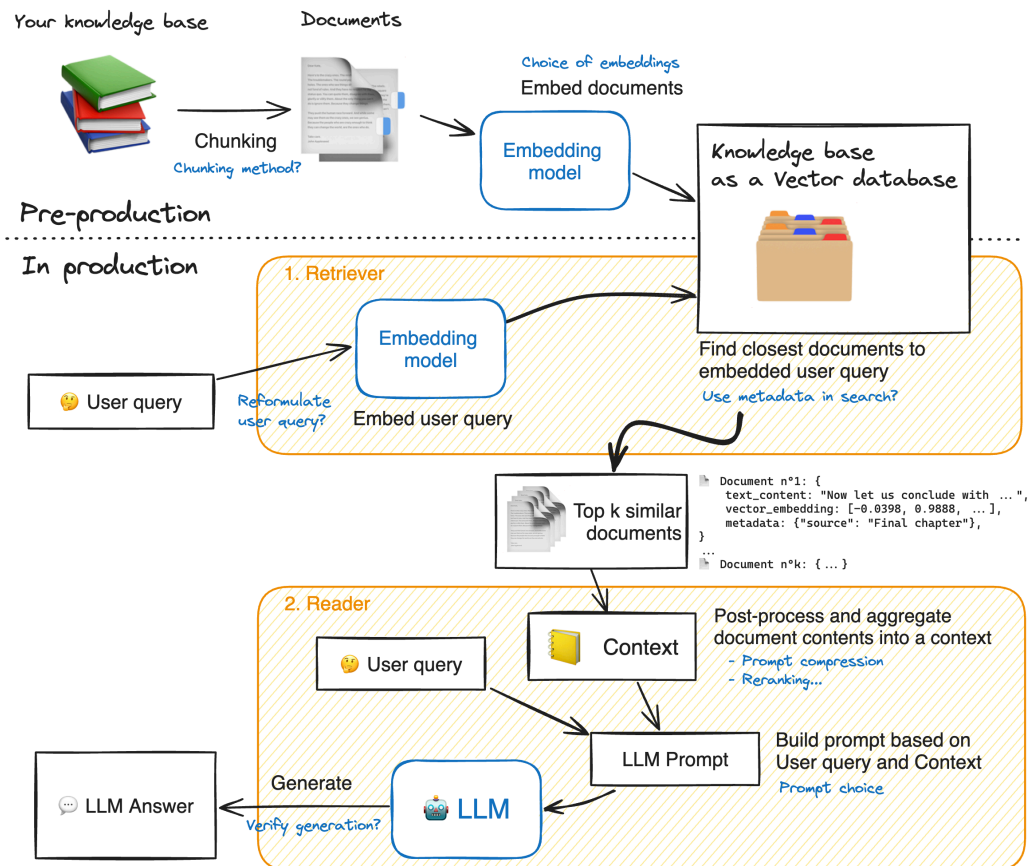 Your knowledge base
Documents
Choice of embeddings
Embed documents
Chunking
Chunking method?
Embedding
model
Knowledge base
as a Vector database
Pre-production
In production
1. Retriever
Embedding
model
🤔 User query
Reformulate
user query?
Embed user query
Find closest documents to
embedded user query
Use metadata in search?
Top k similar
documents
Document n°1: {
text_content: "Now let us conclude with ...",
vector_embedding: [-0.0398, 0.9888, ...],
metadata: {"source": "Final chapter"},
}
...
Document n°k: {...}
2. Reader
🤔 User query
Context
Post-process and aggregate
document contents into a context
- Prompt compression
- Reranking...
LLM Prompt
Build prompt based on
User query and Context
Prompt choice
Generate
Verify generation?
🤖 LLM
💬 LLM Answer